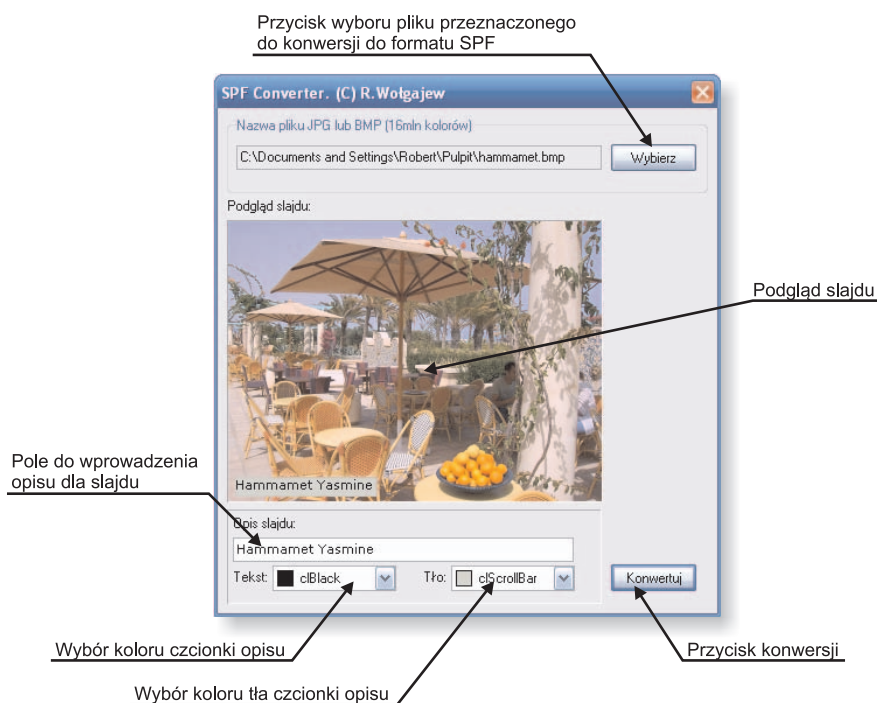 Przycisk wyboru pliku przeznaczonego
do konwersji do formatu SPF
SPF Converter. (C) R.Wołgajew
Nazwa pliku JPG lub BMP (16mln kolorów)
C:\Documents and Settings\Robert\Pulpit\hammamet.bmp
Wybierz
Podgląd slajdu:
Podgląd slajdu
Hammamet Yasmine
Pole do wprowadzenia
opisu dla slajdu
Opis slajdu:
Hammamet Yasmine
Tekst: clBlack Tło: clScrollBar
Konwertuj
Wybór koloru czcionki opisu
Przycisk konwersji
Wybór koloru tła czcionki opisu